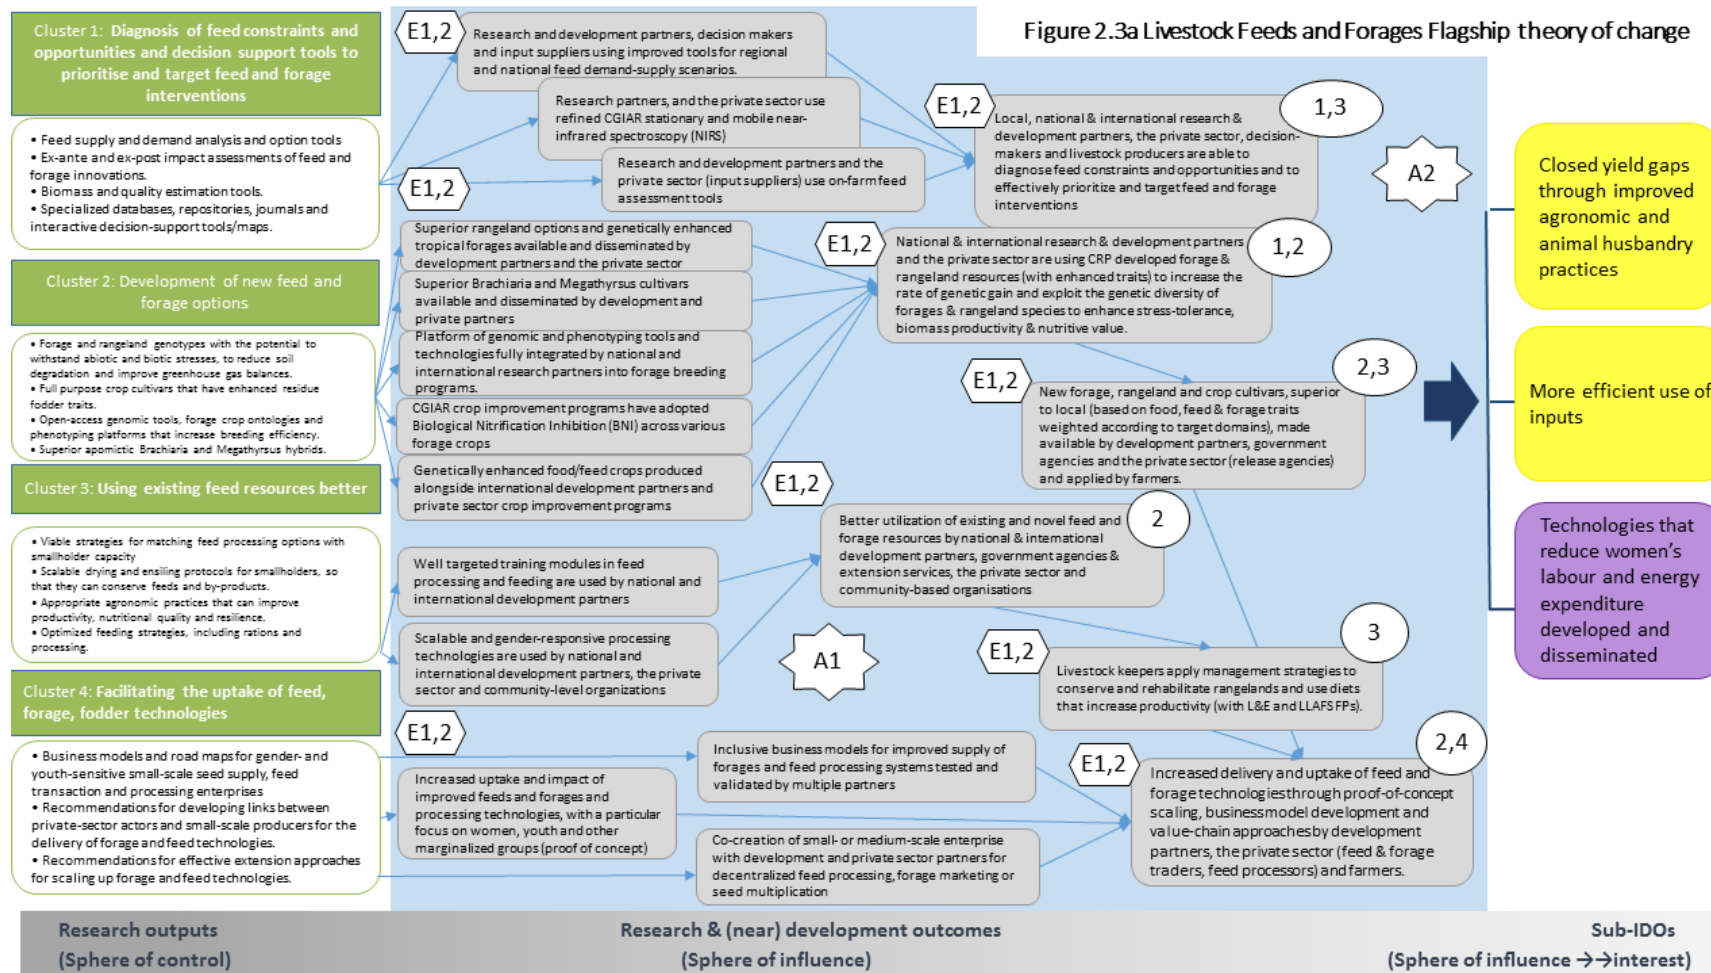 Figure 2.3a Livestock Feeds and Forages Flagship theory of change
Cluster 1: Diagnosis of feed constraints and
opportunities and decision support tools to
prioritise and target feed and forage
interventions
• Feed supply and demand analysis and option tools
• Ex-ante and ex-post impact assessments of feed and
forage innovations.
• Biomass and quality estimation tools.
• Specialized databases, repositories, journals and
interactive decision-support tools/maps.
Cluster 2: Development of new feed and
forage options
• Forage and rangeland genotypes with the potential to
withstand abiotic and biotic stresses, to reduce soil
degradation and improve greenhouse gas balances.
• Full purpose crop cultivars that have enhanced residue
fodder traits.
• Open-access genomic tools, forage crop ontologies and
phenotyping platforms that increase breeding efficiency.
• Superior apomictic Brachiaria and Megathyrsus hybrids.
Cluster 3: Using existing feed resources better
• Viable strategies for matching feed processing options with
smallholder capacity
• Scalable drying and ensiling protocols for smallholders, so
that they can conserve feeds and by-products.
• Appropriate agronomic practices that can improve
productivity, nutritional quality and resilience.
• Optimized feeding strategies, including rations and
processing.
Cluster 4: Facilitating the uptake of feed,
forage, fodder technologies
• Business models and road maps for gender- and
youth-sensitive small-scale seed supply, feed
transaction and processing enterprises
• Recommendations for developing links between
private-sector actors and small-scale producers for the
delivery of forage and feed technologies.
• Recommendations for effective extension approaches
for scaling up forage and feed technologies.
E1,2
Research and development partners, decision makers
and input suppliers using improved tools for regional
and national feed demand-supply scenarios.
Research partners, and the private sector use
refined CGIAR stationary and mobile near-
infrared spectroscopy (NIRS)
Research and development partners and the
private sector (input suppliers) use on-farm feed
assessment tools
E1,2
Superior rangeland options and genetically enhanced
tropical forages available and disseminated by
development partners and the private sector
Superior Brachiaria and Megathyrsus cultivars
available and disseminated by development and
private partners
Platform of genomic and phenotyping tools and
technologies fully integrated by national and
international research partners into forage breeding
programs.
CGIAR crop improvement programs have adopted
Biological Nitrification Inhibition (BNI) across various
forage crops
Genetically enhanced food/feed crops produced
alongside international development partners and
private sector crop improvement programs
E1,2
Well targeted training modules in feed
processing and feeding are used by national and
international development partners
Scalable and gender-responsive processing
technologies are used by national and
international development partners, the private
sector and community-level organizations
A1
E1,2
Inclusive business models for improved supply of
forages and feed processing systems tested and
validated by multiple partners
Increased uptake and impact of
improved feeds and forages and
processing technologies, with a particular
focus on women, youth and other
marginalized groups (proof of concept)
Co-creation of small- or medium-scale enterprise
with development and private sector partners for
decentralized feed processing, forage marketing or
seed multiplication
E1,2
1,3
Local, national & international research &
development partners, the private sector, decision-
makers and livestock producers are able to
diagnose feed constraints and opportunities and to
effectively prioritize and target feed and forage
interventions
A2
E1,2
1,2
National & international research & development partners
and the private sector are using CRP developed forage &
rangeland resources (with enhanced traits) to increase the
rate of genetic gain and exploit the genetic diversity of
forages & rangeland species to enhance stress-tolerance,
biomass productivity & nutritive value.
E1,2
2,3
New forage, rangeland and crop cultivars, superior
to local (based on food, feed & forage traits
weighted according to target domains), made
available by development partners, government
agencies and the private sector (release agencies)
and applied by farmers.
2
Better utilization of existing and novel feed and
forage resources by national & international
development partners, government agencies &
extension services, the private sector and
community-based organisations
E1,2
3
Livestock keepers apply management strategies to
conserve and rehabilitate rangelands and use diets
that increase productivity (with L&E and LLAFS FPs).
E1,2
2,4
Increased delivery and uptake of feed and
forage technologies through proof-of-concept
scaling, business model development and
value-chain approaches by development
partners, the private sector (feed & forage
traders, feed processors) and farmers.
Closed yield gaps
through improved
agronomic and
animal husbandry
practices
More efficient use of
inputs
Technologies that
reduce women's
labour and energy
expenditure
developed and
disseminated
Research outputs
(Sphere of control)
Research & (near) development outcomes
(Sphere of influence)
Sub-IDOs
(Sphere of influence →→interest)